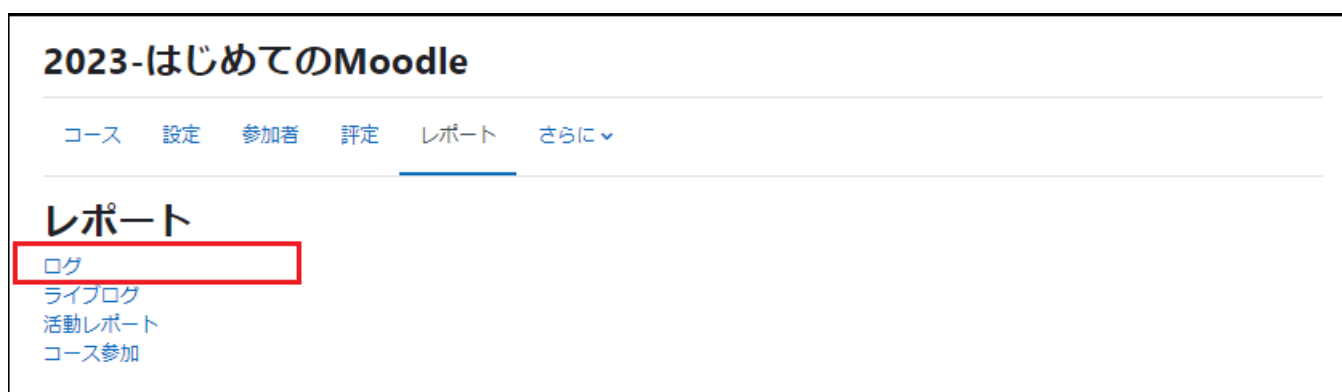 2023-はじめてのMoodle
コース 設定 参加者 評定 レポート さらに
レポート
ログ
ライブログ
活動レポート
コース参加